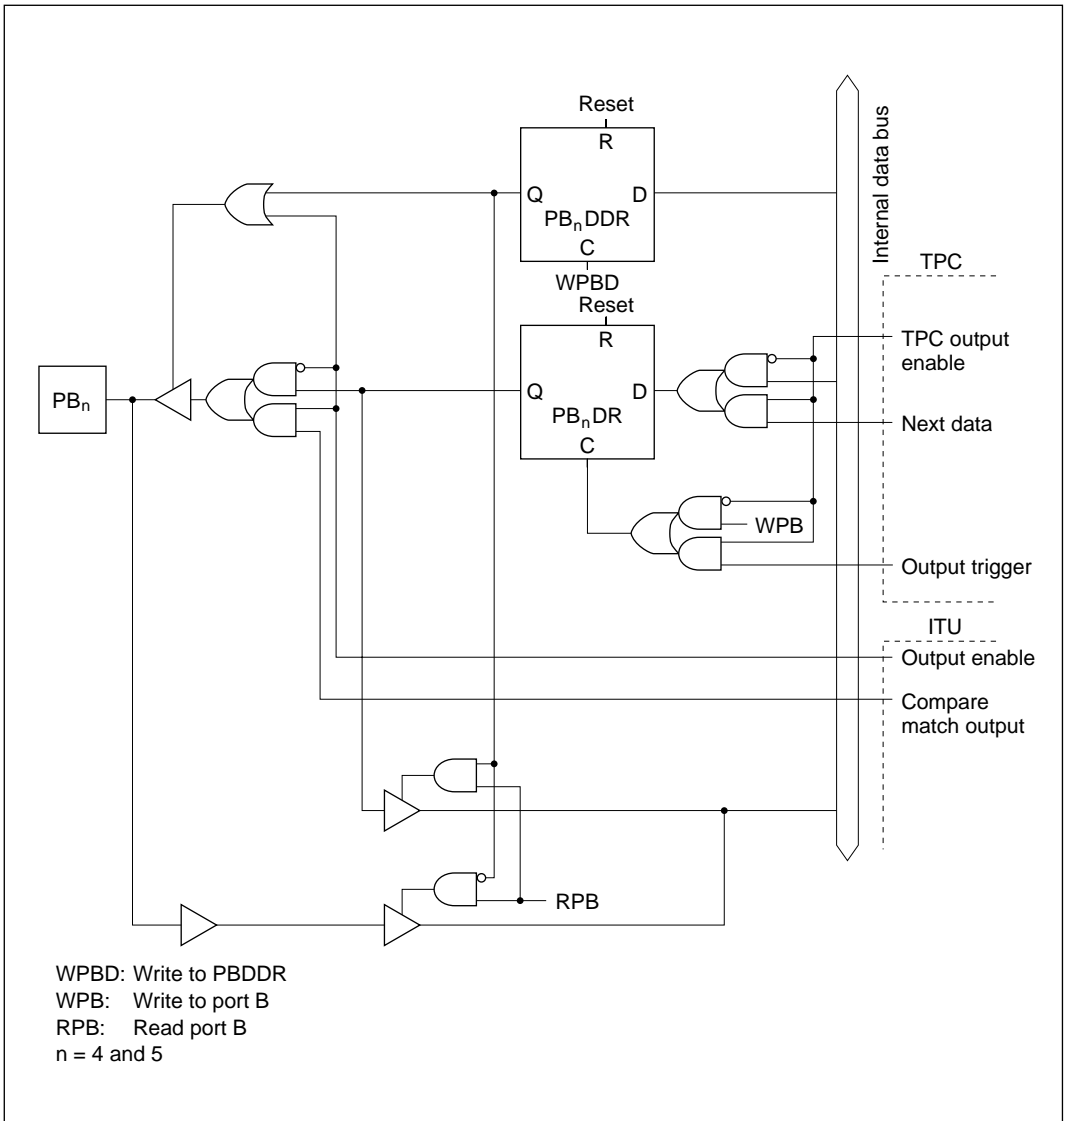 Reset
R
Q
D
PBnDDR
C
WPBD
Internal data bus
TPC
Reset
R
TPC output
enable
PBn
Q
D
PBnDR
C
Next data
WPB
Output trigger
ITU
Output enable
Compare
match output
RPB
WPBD: Write to PBDDR
WPB: Write to port B
RPB: Read port B
n = 4 and 5